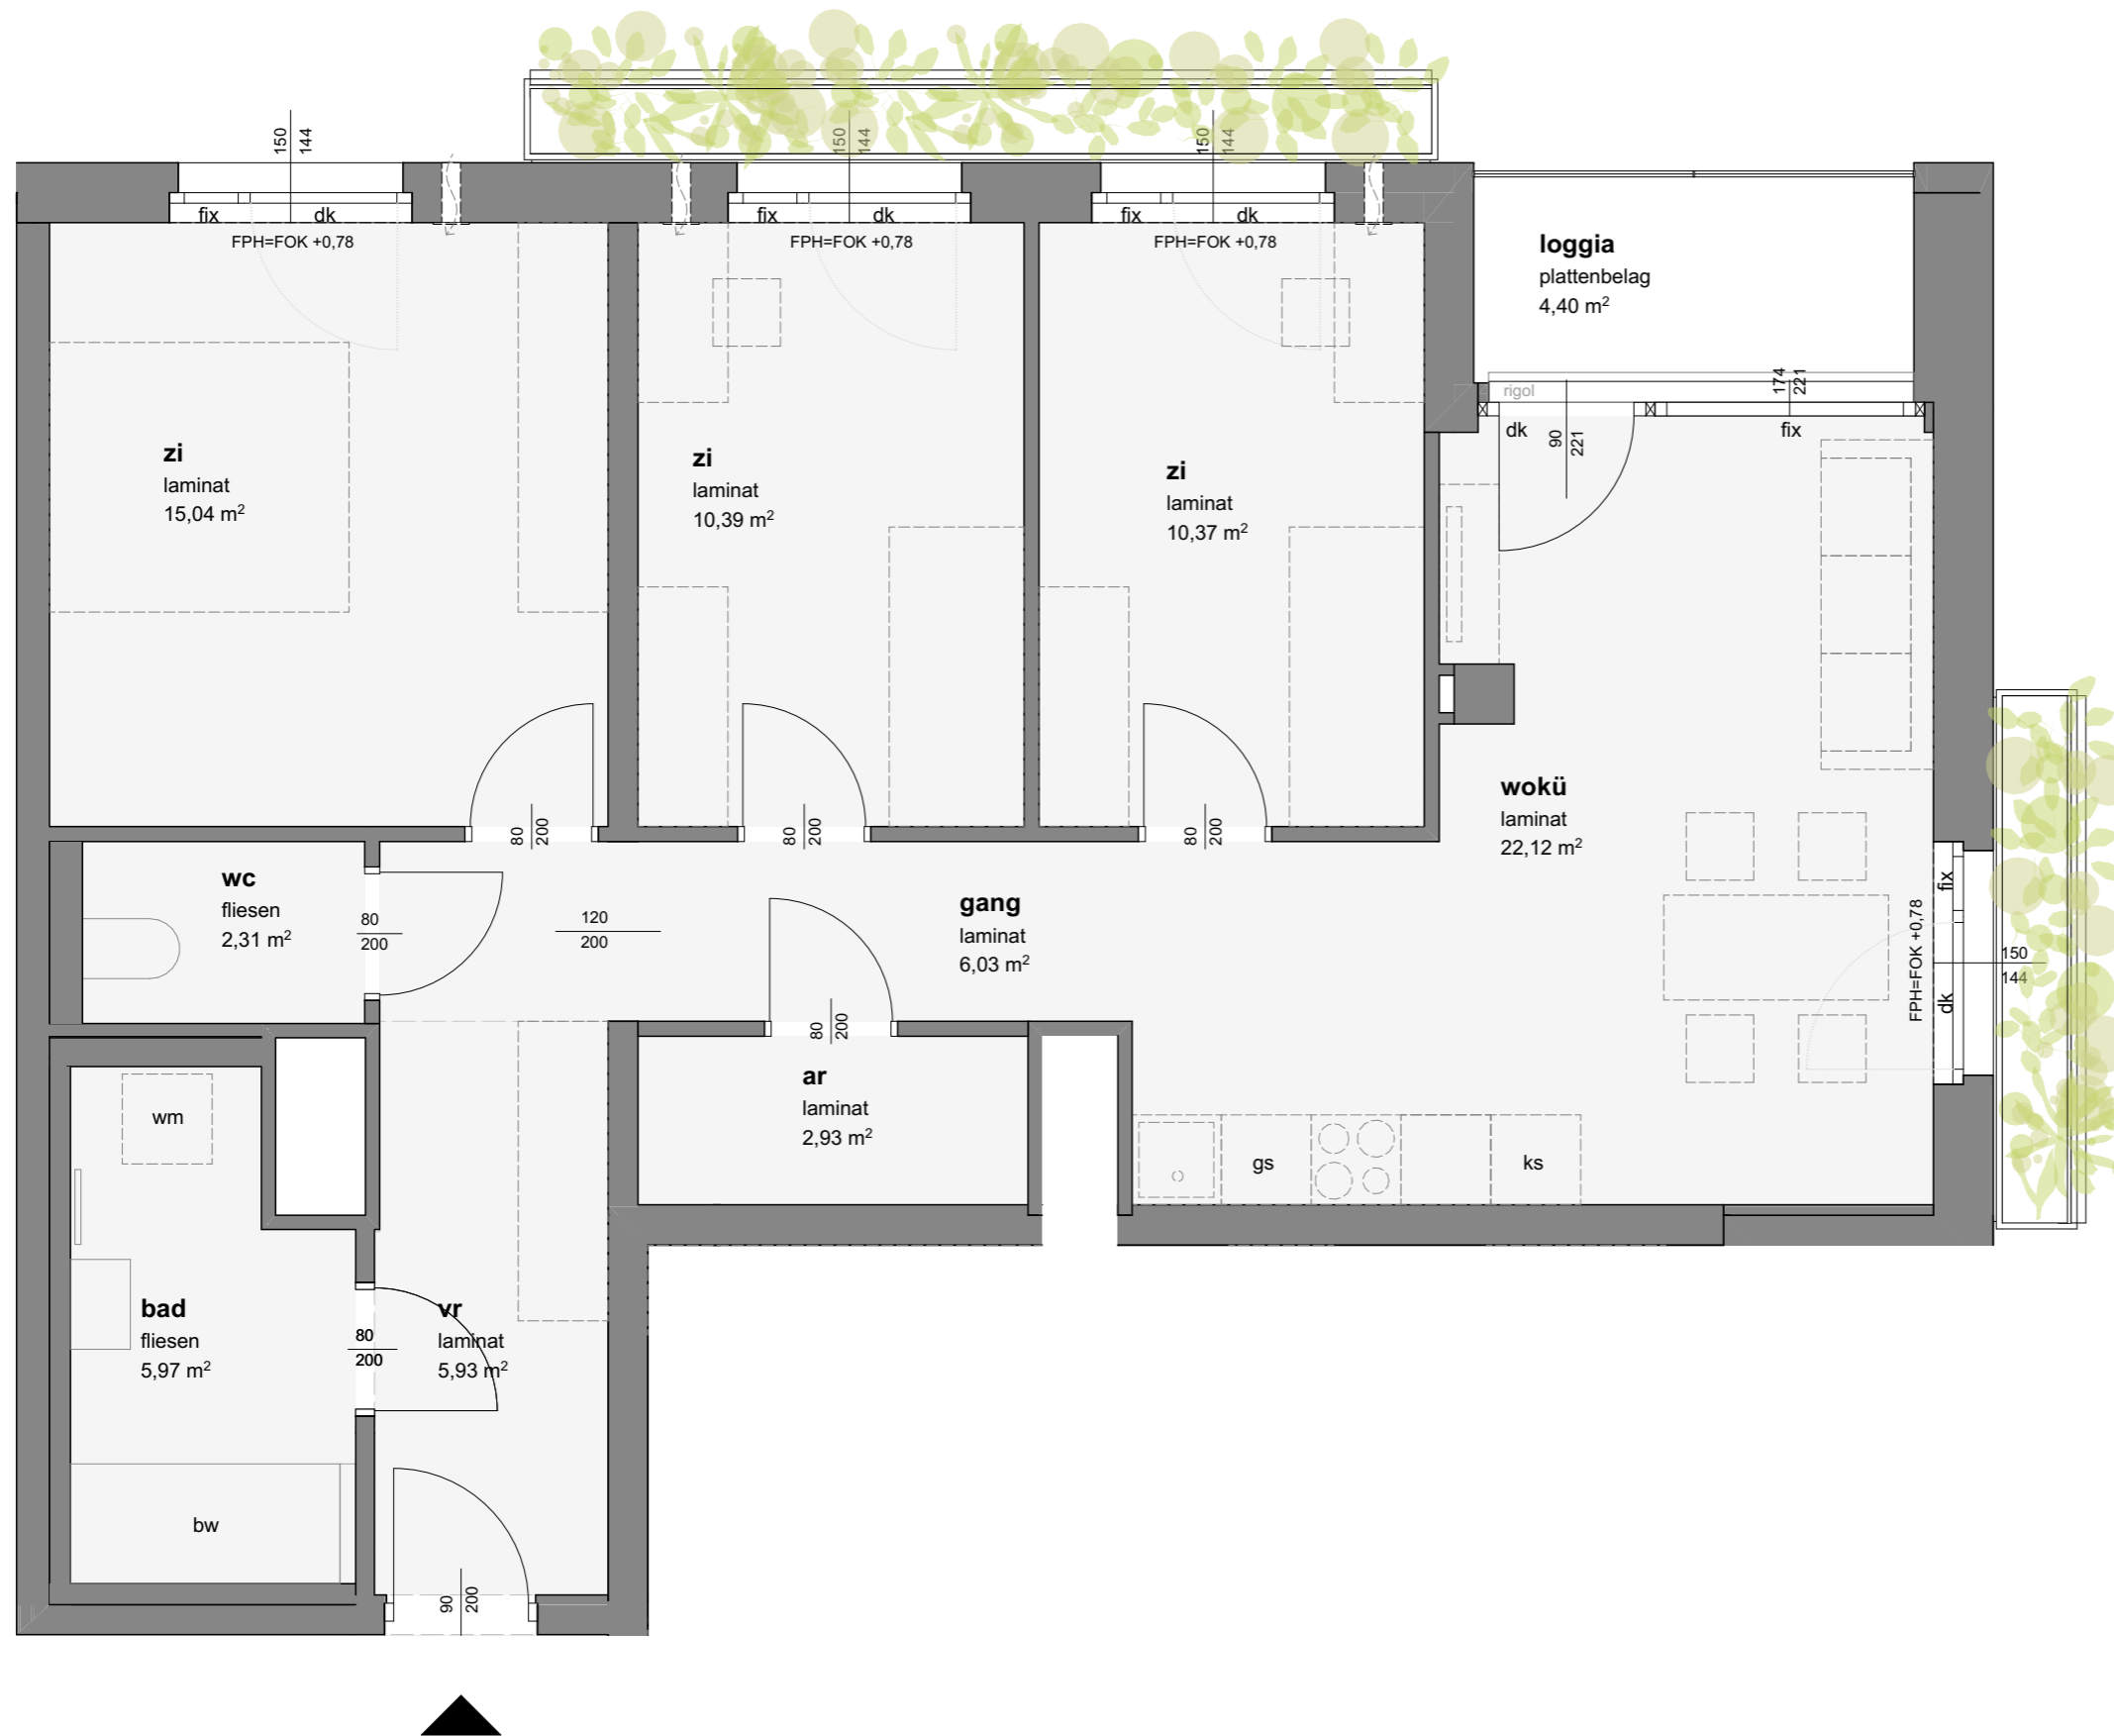 150
144
150
144
150
144
fix
dk
fix
dk
fix
dk
FPH=FOK +0,78
FPH=FOK +0,78
FPH=FOK +0,78
loggia
plattenbelag
4,40 m²
rigol
174
221
dk
90
221
fix
zi
laminat
15,04 m²
zi
laminat
10,39 m²
zi
laminat
10,37 m²
wokü
laminat
22,12 m²
80
200
80
200
80
200
wc
fliesen
2,31 m²
80
200
120
200
gang
laminat
6,03 m²
fix
dk
FPH=FOK +0,78
150
144
80
200
ar
laminat
2,93 m²
wm
gs
ks
bad
fliesen
5,97 m²
80
200
vr
laminat
5,93 m²
bw
90
200